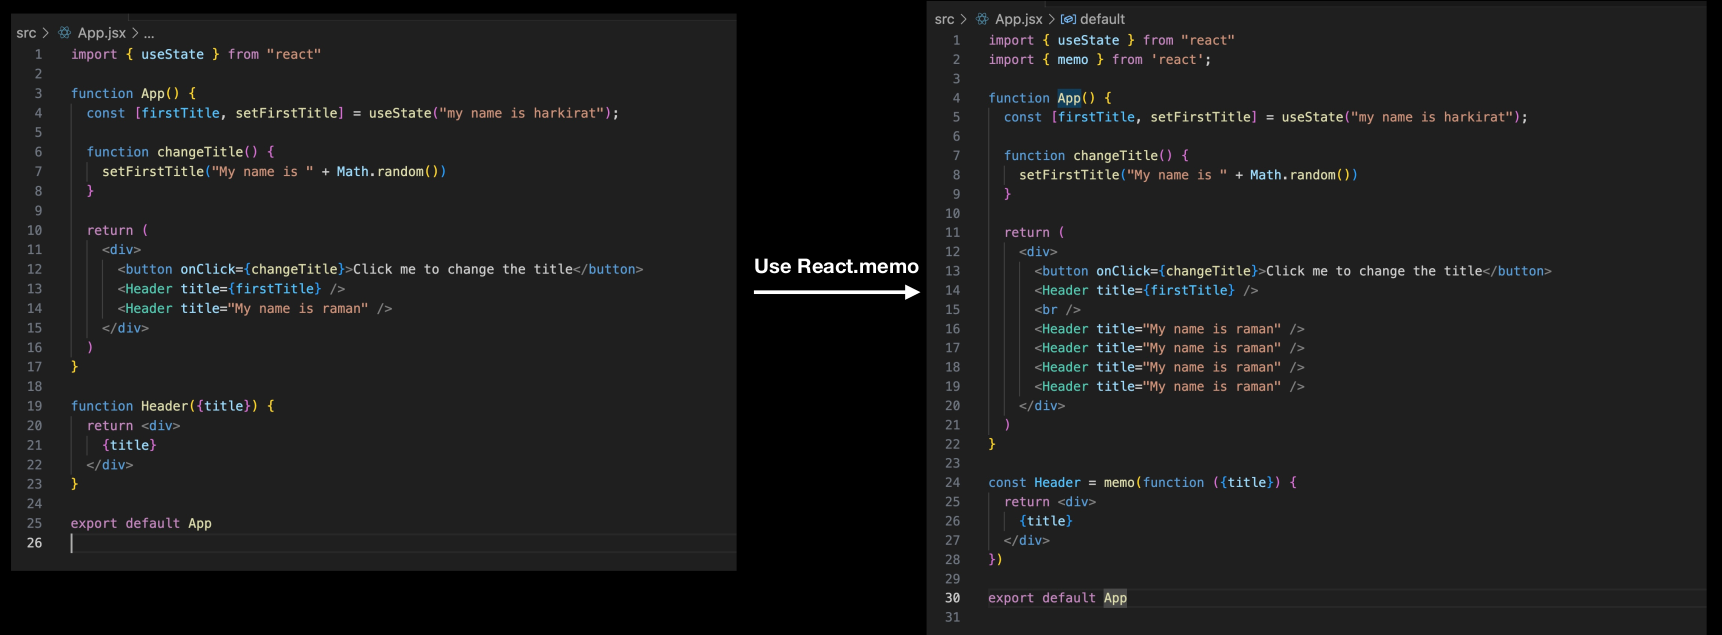 src > App.jsx > ...
1 import { useState } from "react"
2
3 function App() {
4 const [firstTitle, setFirstTitle] = useState("my name is harkirat");
5
6 function changeTitle() {
7 setFirstTitle("My name is " + Math.random())
8 }
9
10 return (
11 <div>
12 <button onClick={changeTitle}>Click me to change the title</button>
13 <Header title={firstTitle} />
14 <Header title="My name is raman" />
15 </div>
16 )
17 }
18
19 function Header({title}) {
20 return <div>
21 {title}
22 </div>
23 }
24
25 export default App
26
Use React.memo
src > App.jsx > default
1 import { useState } from "react"
2 import { memo } from 'react';
3
4 function App() {
5 const [firstTitle, setFirstTitle] = useState("my name is harkirat");
6
7 function changeTitle() {
8 setFirstTitle("My name is " + Math.random())
9 }
10
11 return (
12 <div>
13 <button onClick={changeTitle}>Click me to change the title</button>
14 <Header title={firstTitle} />
15 <br />
16 <Header title="My name is raman" />
17 <Header title="My name is raman" />
18 <Header title="My name is raman" />
19 <Header title="My name is raman" />
20 </div>
21 )
22 }
23
24 const Header = memo(function ({title}) {
25 return <div>
26 {title}
27 </div>
28 })
29
30 export default App
31